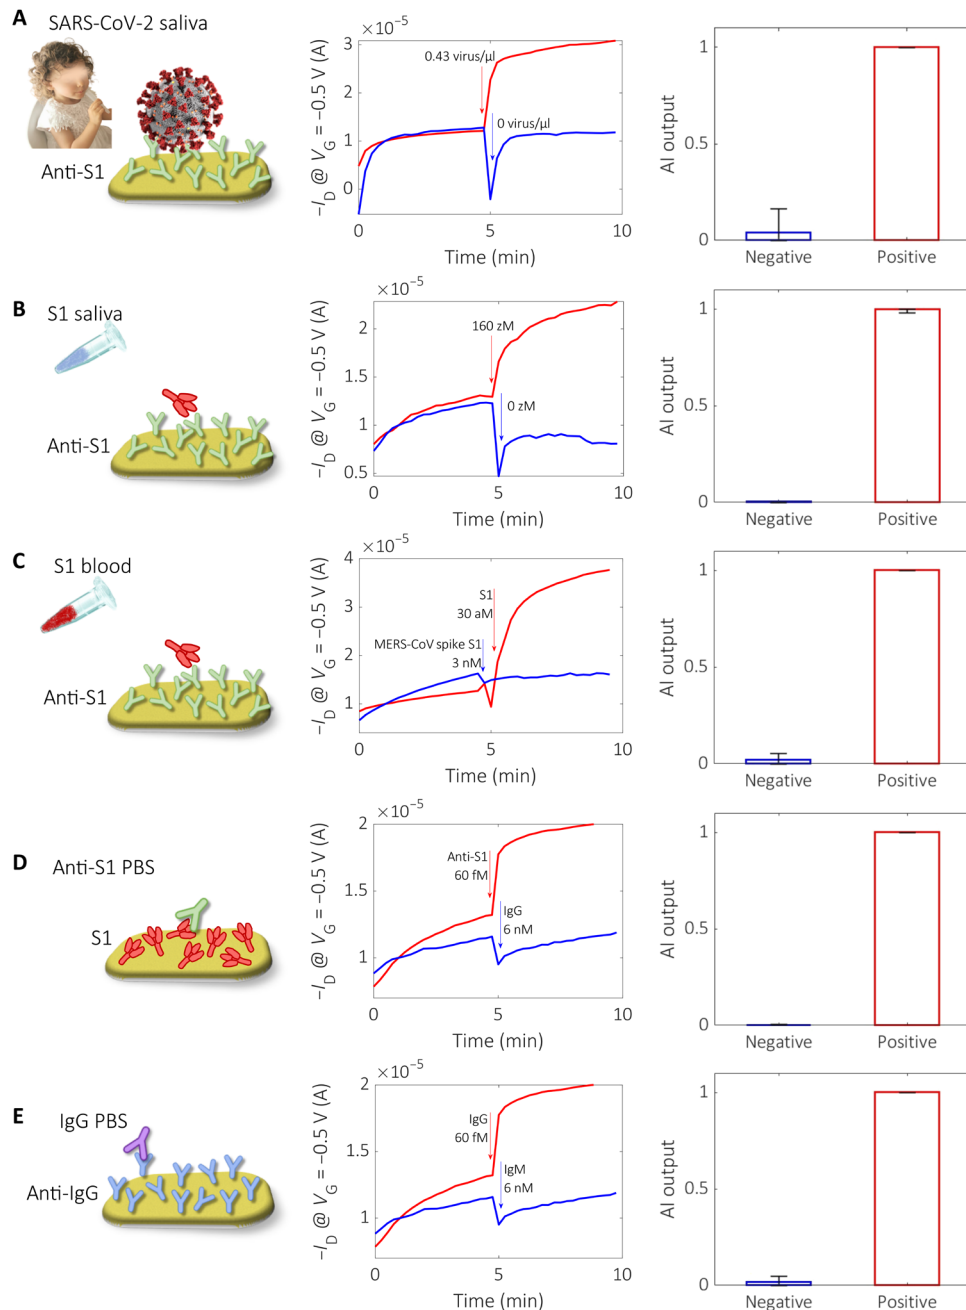 A
SARS-CoV-2 saliva
Anti-S1
×10⁻⁵
−I_D @ V_G = −0.5 V (A)
3
2
1
0
0.43 virus/µl
0 virus/µl
0
5
10
Time (min)
AI output
1
0.5
0
Negative
Positive
B
S1 saliva
Anti-S1
×10⁻⁵
−I_D @ V_G = −0.5 V (A)
2
1.5
1
0.5
160 zM
0 zM
0
5
10
Time (min)
AI output
1
0.5
0
Negative
Positive
C
S1 blood
Anti-S1
×10⁻⁵
−I_D @ V_G = −0.5 V (A)
4
3
2
1
S1
30 aM
MERS-CoV spike S1
3 nM
0
5
10
Time (min)
AI output
1
0.5
0
Negative
Positive
D
Anti-S1 PBS
S1
×10⁻⁵
−I_D @ V_G = −0.5 V (A)
2
1.5
1
Anti-S1
60 fM
IgG
6 nM
0
5
10
Time (min)
AI output
1
0.5
0
Negative
Positive
E
IgG PBS
Anti-IgG
×10⁻⁵
−I_D @ V_G = −0.5 V (A)
2
1.5
1
IgG
60 fM
IgM
6 nM
0
5
10
Time (min)
AI output
1
0.5
0
Negative
Positive